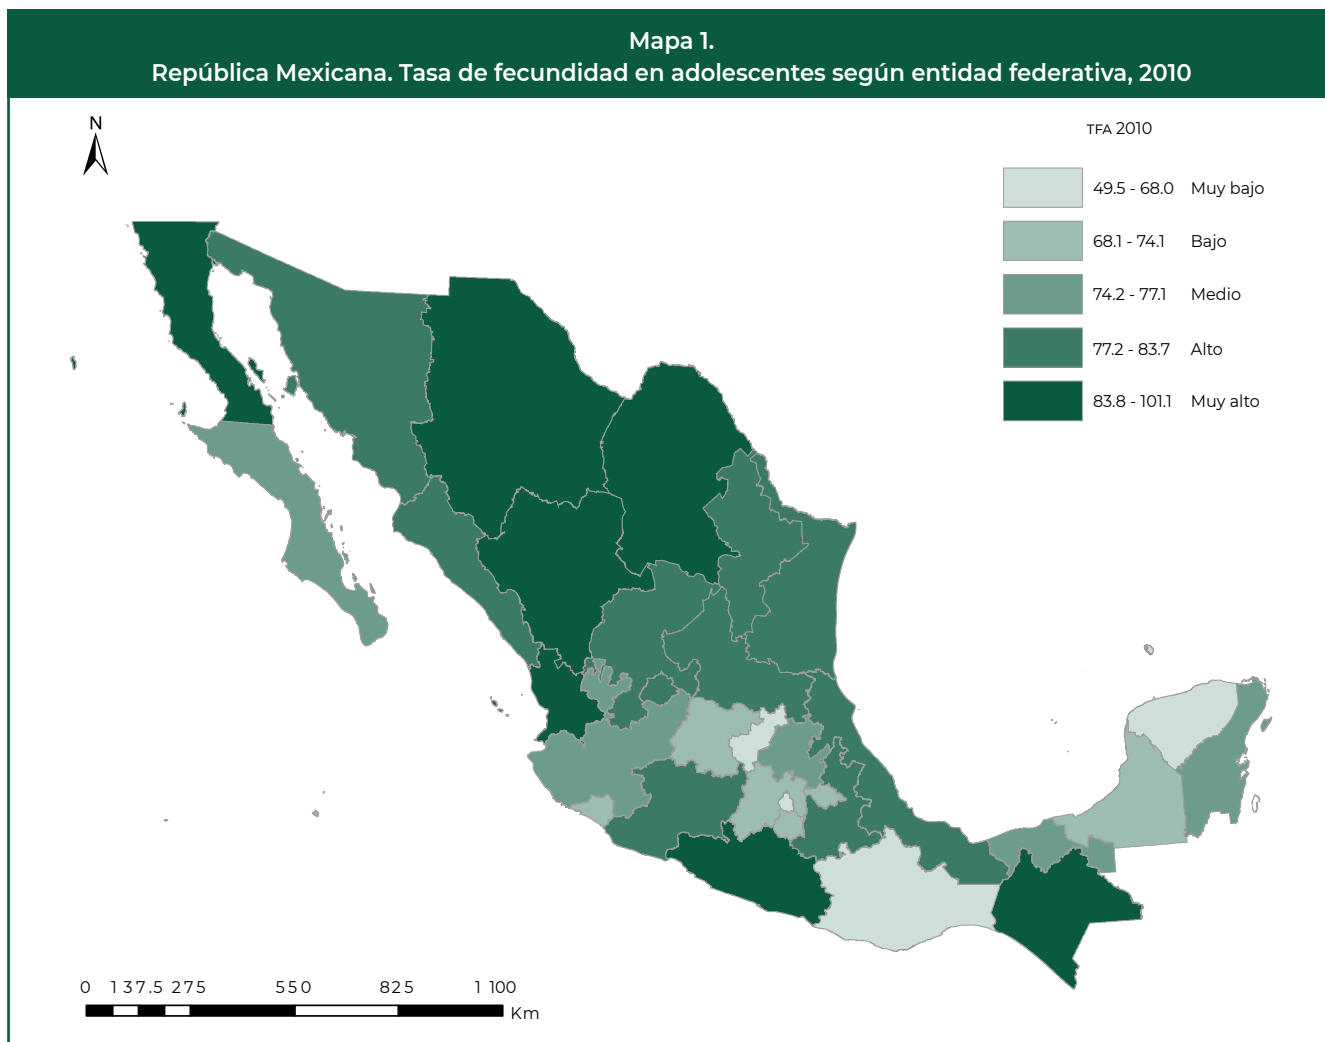 Mapa 1.
República Mexicana. Tasa de fecundidad en adolescentes según entidad federativa, 2010
N
TFA 2010
49.5 - 68.0 Muy bajo
68.1 - 74.1 Bajo
74.2 - 77.1 Medio
77.2 - 83.7 Alto
83.8 - 101.1 Muy alto
0 137.5 275 550 825 1 100
Km